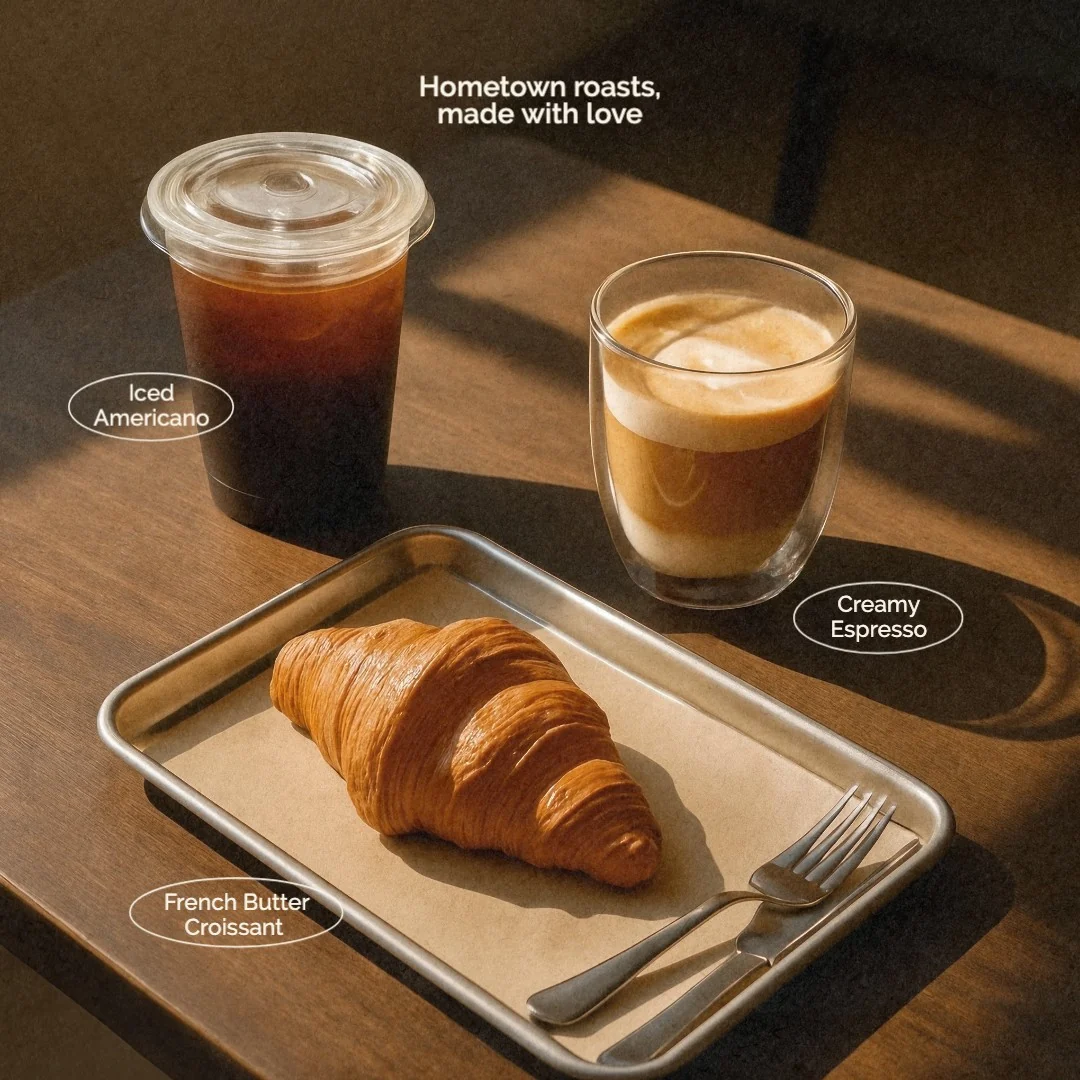 Hometown roasts,
made with love
Iced
Americano
Creamy
Espresso
French Butter
Croissant